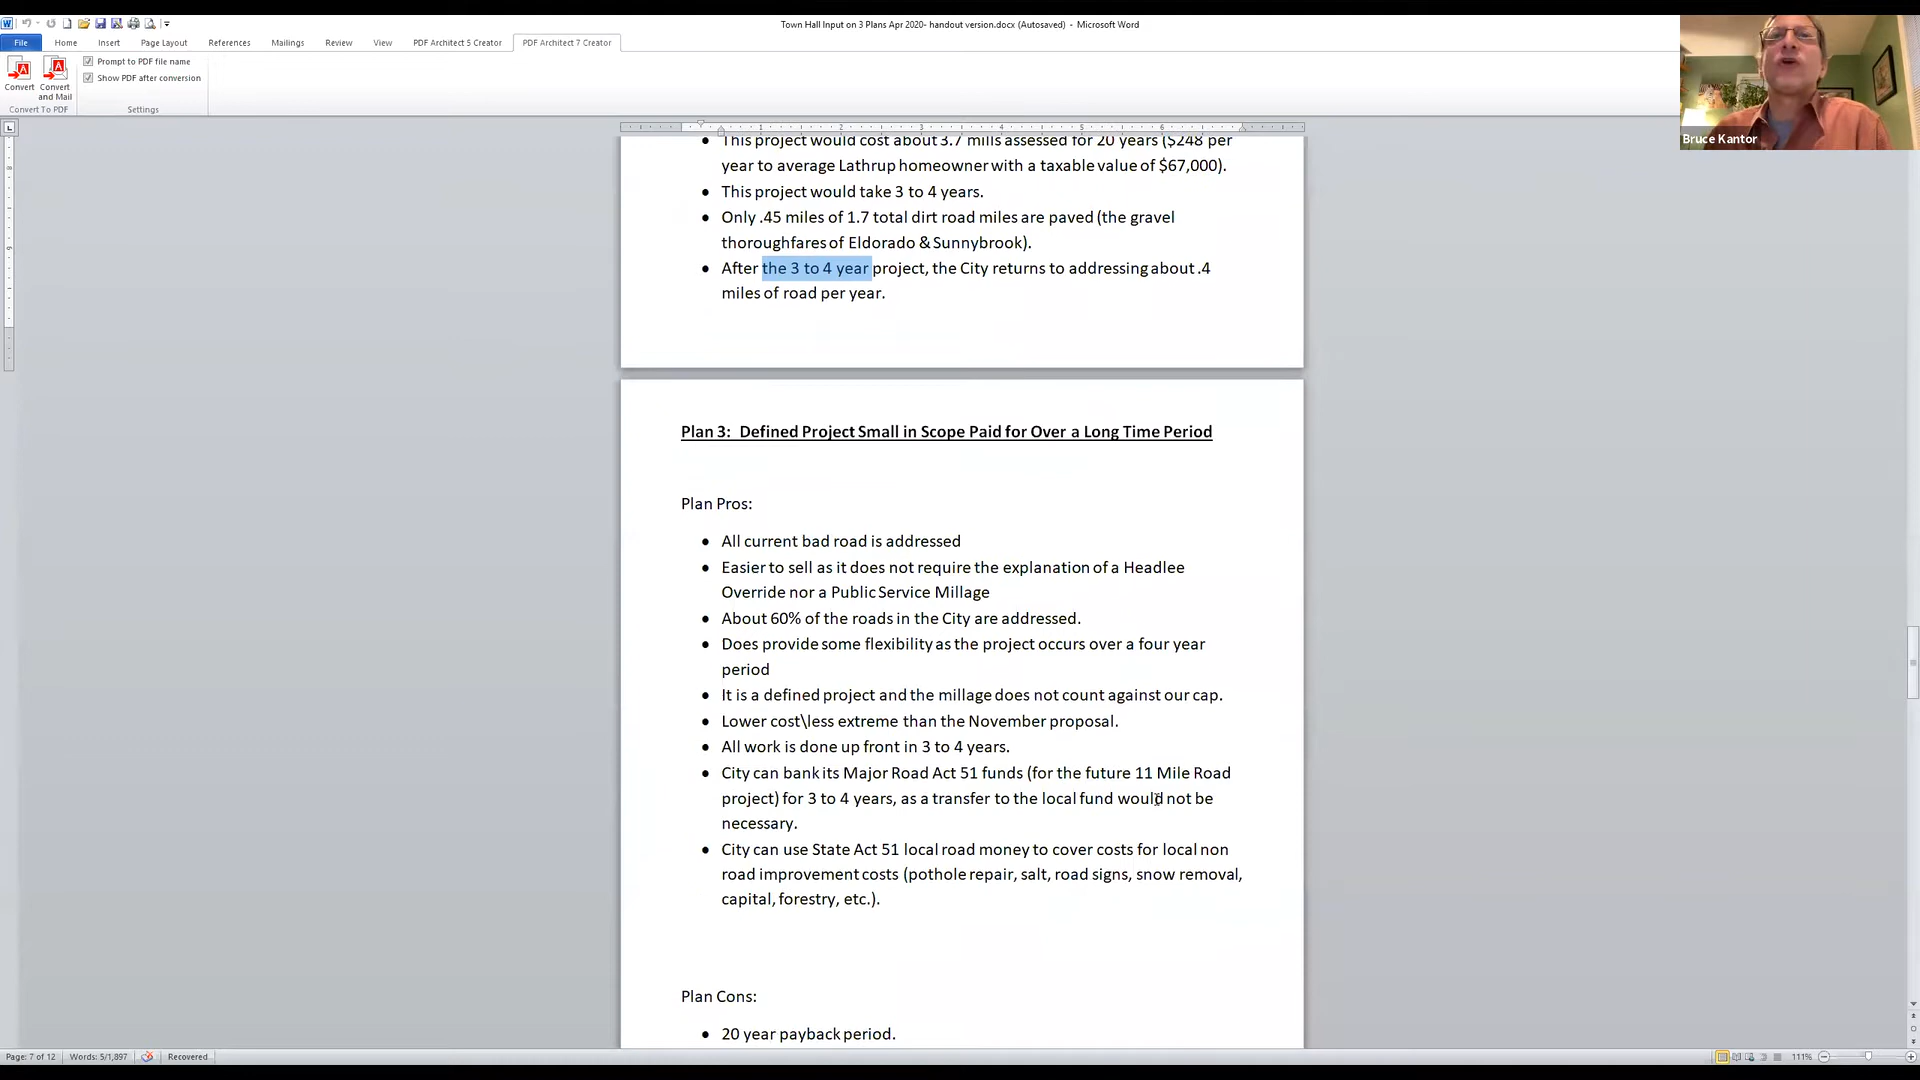 Town Hall Input on 3 Plans Apr 2020- handout version.docx (Autosaved) - Microsoft Word
File Home Insert Page Layout References Mailings Review View PDF Architect 5 Creator PDF Architect 7 Creator
Convert
Convert and Mail
Prompt to PDF file name
Show PDF after conversion
Convert To PDF
Settings
Bruce Kantor
This project would cost about 3.7 mills assessed for 20 years ($248 per
year to average Lathrup homeowner with a taxable value of $67,000).
This project would take 3 to 4 years.
Only .45 miles of 1.7 total dirt road miles are paved (the gravel
thoroughfares of Eldorado & Sunnybrook).
After the 3 to 4 year project, the City returns to addressing about .4
miles of road per year.
Plan 3: Defined Project Small in Scope Paid for Over a Long Time Period
Plan Pros:
All current bad road is addressed
Easier to sell as it does not require the explanation of a Headlee
Override nor a Public Service Millage
About 60% of the roads in the City are addressed.
Does provide some flexibility as the project occurs over a four year
period
It is a defined project and the millage does not count against our cap.
Lower cost\less extreme than the November proposal.
All work is done up front in 3 to 4 years.
City can bank its Major Road Act 51 funds (for the future 11 Mile Road
project) for 3 to 4 years, as a transfer to the local fund would not be
necessary.
City can use State Act 51 local road money to cover costs for local non
road improvement costs (pothole repair, salt, road signs, snow removal,
capital, forestry, etc.).
Plan Cons:
20 year payback period.
Page: 7 of 12 Words: 5/1,897 Recovered 111%